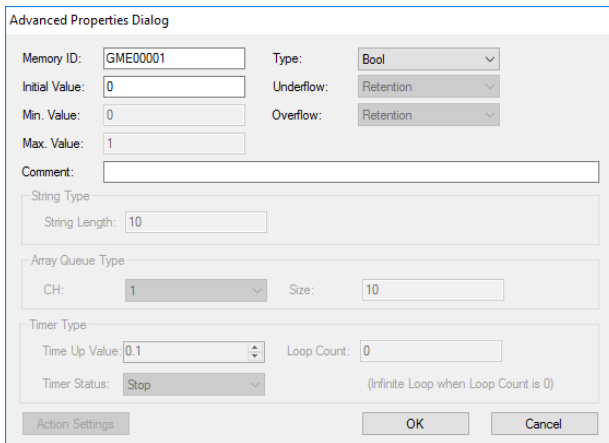 Advanced Properties Dialog
Memory ID: GME00001 Type: Bool
Initial Value: 0 Underflow: Retention
Min. Value: 0 Overflow: Retention
Max. Value: 1
Comment:
String Type
String Length: 10
Array Queue Type
CH: 1 Size: 10
Timer Type
Time Up Value: 0.1 Loop Count: 0
Timer Status: Stop (Infinite Loop when Loop Count is 0)
Action Settings OK Cancel